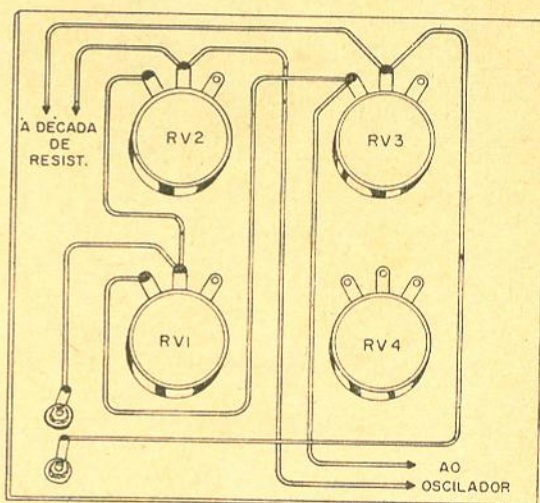 À DÉCADA
DE
RESIST.
RV2
RV3
RV1
RV4
AO
OSCILADOR